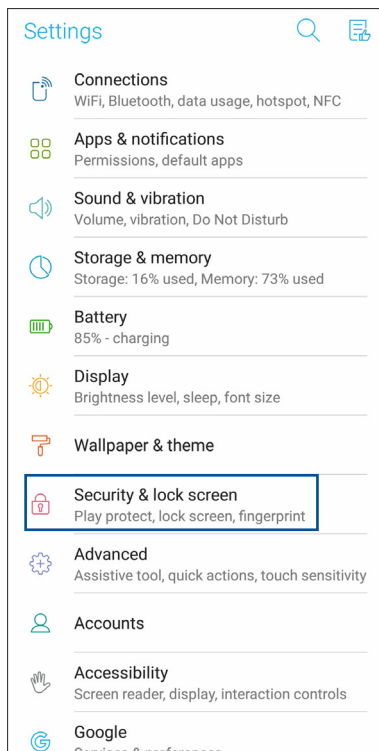 Settings
Connections
WiFi, Bluetooth, data usage, hotspot, NFC
Apps & notifications
Permissions, default apps
Sound & vibration
Volume, vibration, Do Not Disturb
Storage & memory
Storage: 16% used, Memory: 73% used
Battery
85% - charging
Display
Brightness level, sleep, font size
Wallpaper & theme
Security & lock screen
Play protect, lock screen, fingerprint
Advanced
Assistive tool, quick actions, touch sensitivity
Accounts
Accessibility
Screen reader, display, interaction controls
Google